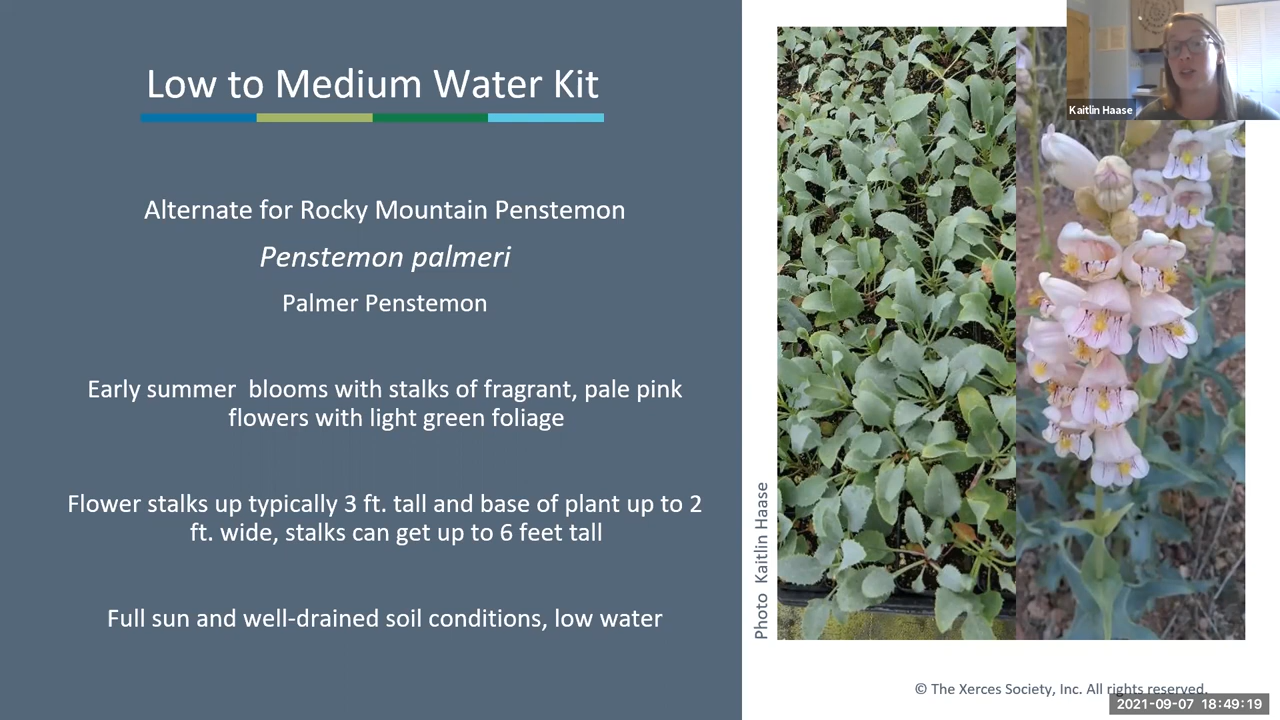 Low to Medium Water Kit
Alternate for Rocky Mountain Penstemon
Penstemon palmeri
Palmer Penstemon
Early summer blooms with stalks of fragrant, pale pink
flowers with light green foliage
Flower stalks up typically 3 ft. tall and base of plant up to 2
ft. wide, stalks can get up to 6 feet tall
Full sun and well-drained soil conditions, low water
Photo Kaitlin Haase
Kaitlin Haase
© The Xerces Society, Inc. All rights reserved.
2021-09-07 18:49:19